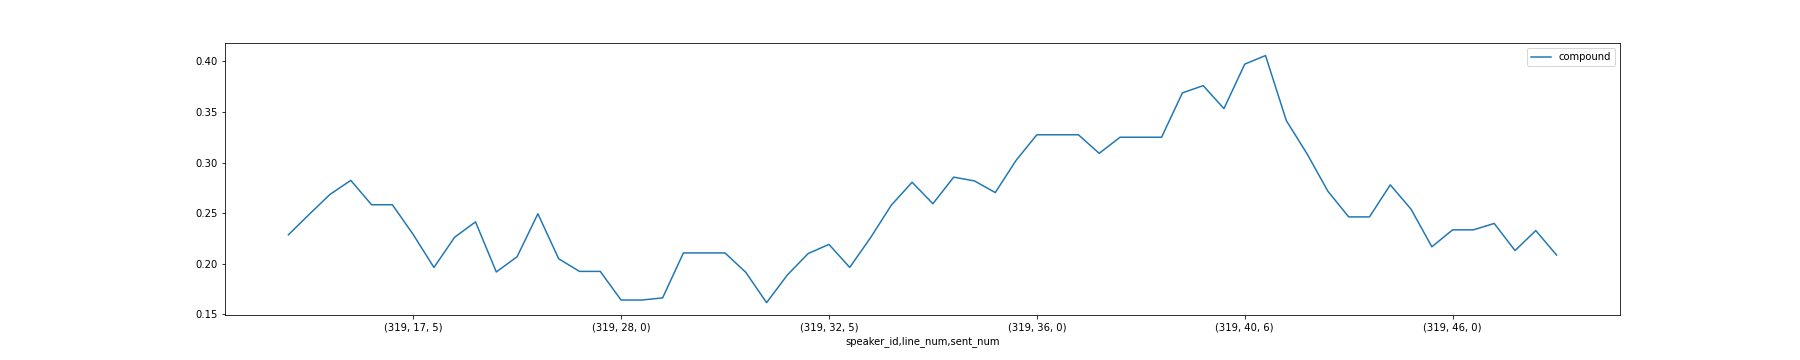 compound
0.40
0.35
0.30
0.25
0.20
0.15
(319, 17, 5) (319, 28, 0) (319, 32, 5) (319, 36, 0) (319, 40, 6) (319, 46, 0)
speaker_id,line_num,sent_num